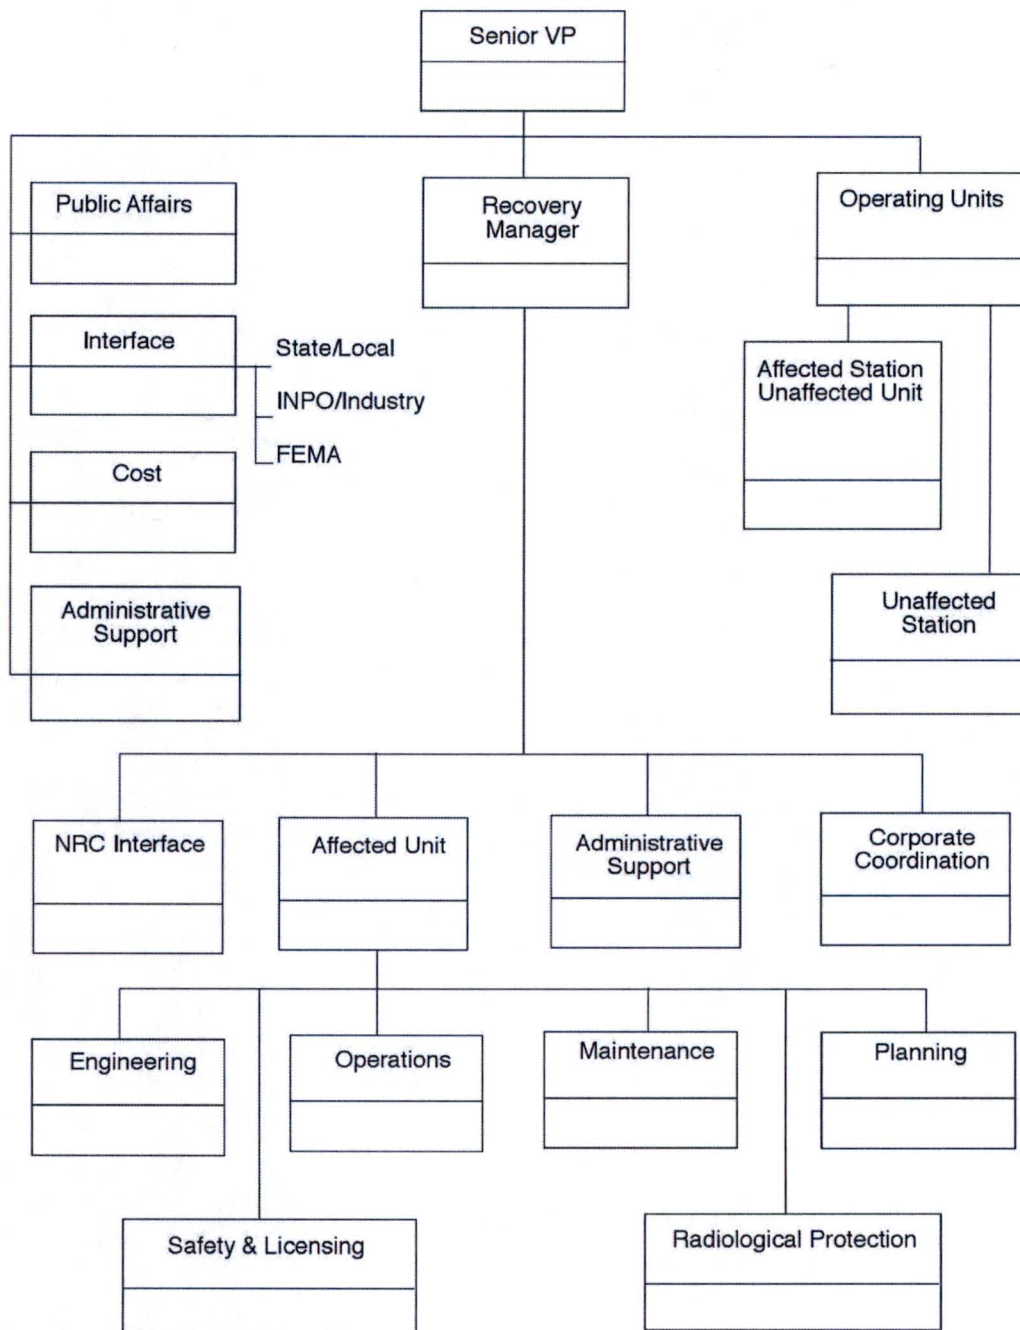 Senior VP
Public Affairs
Recovery
Manager
Operating Units
Interface
State/Local
INPO/Industry
FEMA
Affected Station
Unaffected Unit
Cost
Administrative
Support
Unaffected
Station
NRC Interface
Affected Unit
Administrative
Support
Corporate
Coordination
Engineering
Operations
Maintenance
Planning
Safety & Licensing
Radiological Protection